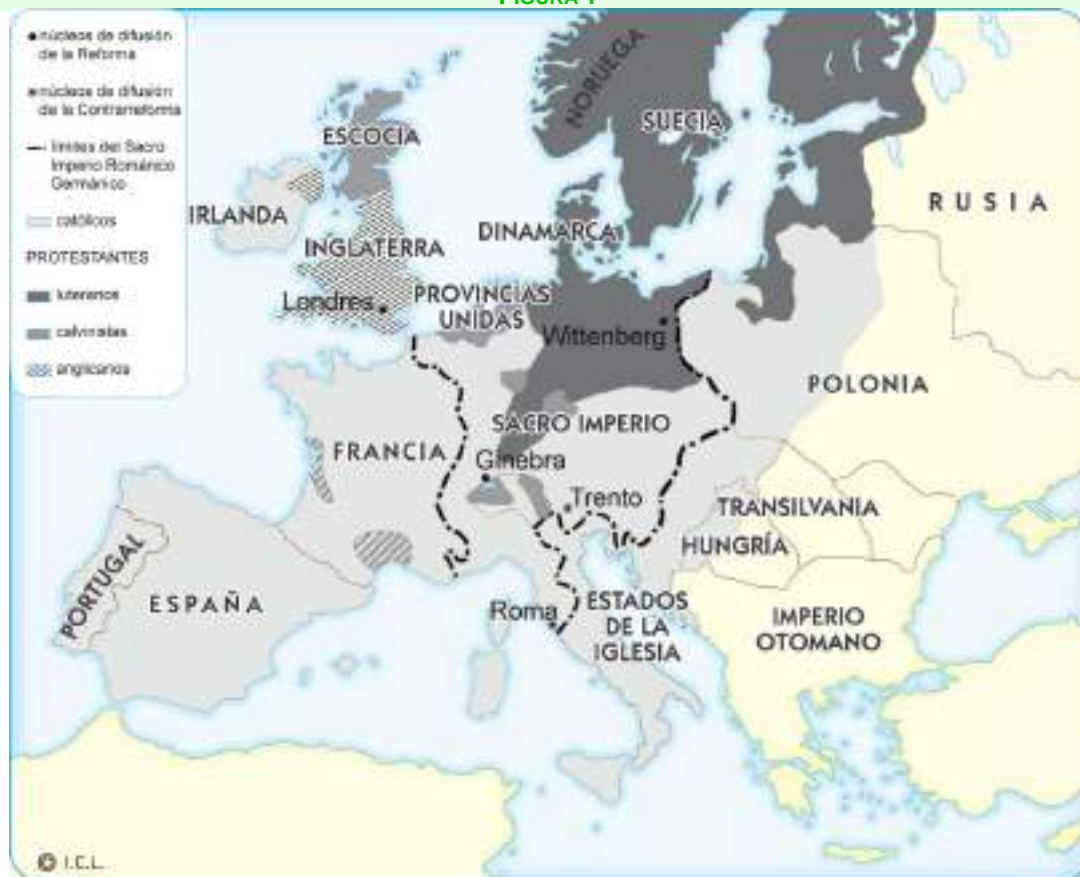 FIGURA 1
núcleos de difusión
de la Reforma
núcleos de difusión
de la Contrarreforma
límites del Sacro
Imperio Románico
Germánico
católicos
PROTESTANTES
luteranos
calvinistas
anglicanos
NORUEGA
SUECIA
ESCOCIA
RUSIA
IRLANDA
DINAMARCA
INGLATERRA
PROVINCIAS
UNIDAS
Londres
Wittenberg
POLONIA
SACRO IMPERIO
FRANCIA
Ginebra
Trento
TRANSILVANIA
HUNGRÍA
PORTUGAL
ESPAÑA
Roma
ESTADOS
DE LA
IGLESIA
IMPERIO
OTOMANO
© I.C.L.